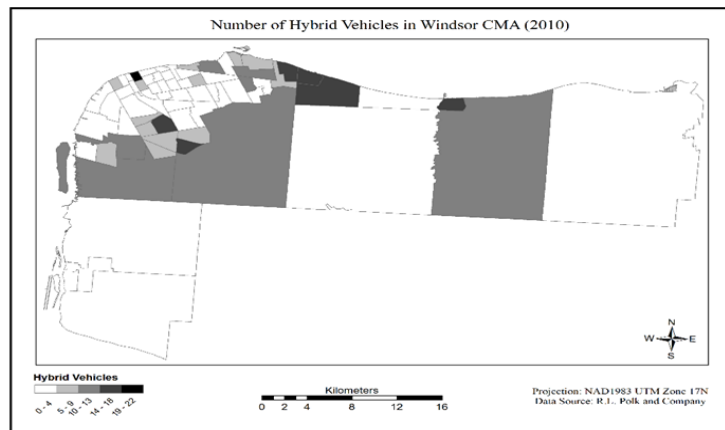 Number of Hybrid Vehicles in Windsor CMA (2010)
N
W E
S
Hybrid Vehicles
0 - 4
5 - 9
10 - 13
14 - 18
19 - 22
Kilometers
0 2 4 8 12 16
Projection: NAD1983 UTM Zone 17N
Data Source: R.L. Polk and Company